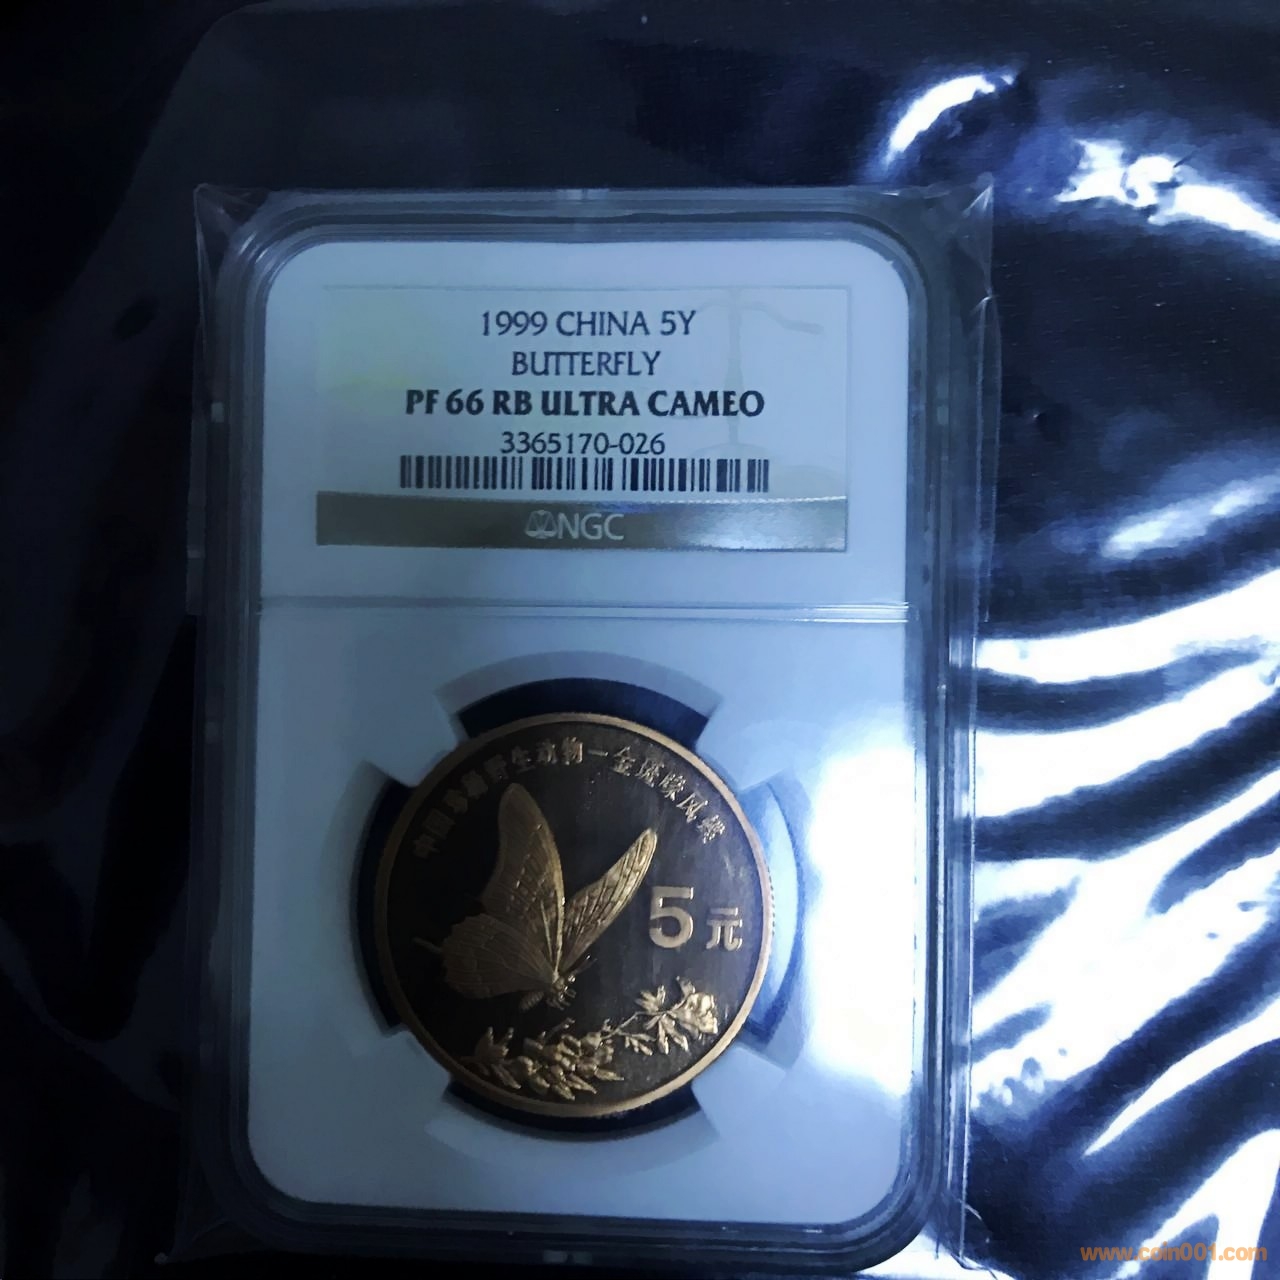 1999 CHINA 5Y
BUTTERFLY
PF 66 RB ULTRA CAMEO
3365170-026
NGC
中国珍稀野生动物—金斑喙凤蝶
5元
www.coin001.com